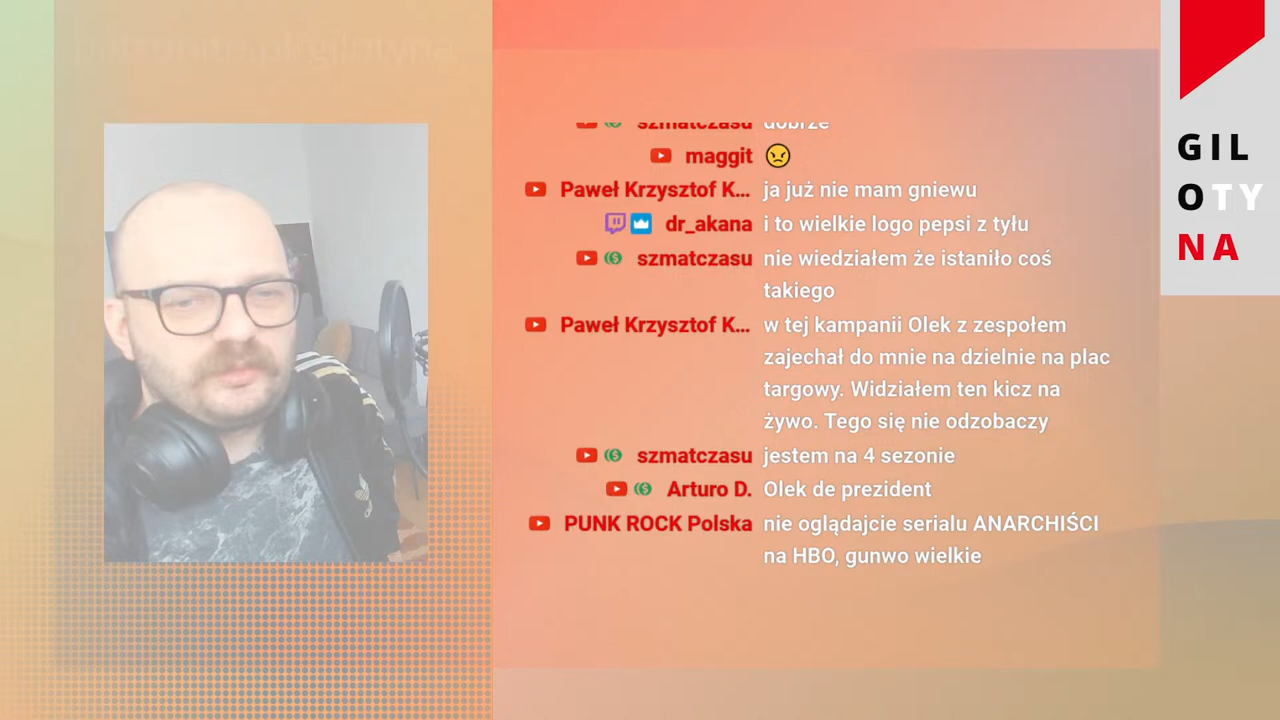 szmatczasu dobrze
maggit
Paweł Krzysztof K... ja już nie mam gniewu
dr_akana i to wielkie logo pepsi z tyłu
szmatczasu nie wiedziałem że istaniło coś
takiego
Paweł Krzysztof K... w tej kampanii Olek z zespołem
zajechał do mnie na dzielnie na plac
targowy. Widziałem ten kicz na
żywo. Tego się nie odzobaczy
szmatczasu jestem na 4 sezonie
Arturo D. Olek de prezident
PUNK ROCK Polska nie oglądajcie serialu ANARCHIŚCI
na HBO, gunwo wielkie
GIL
OTY
NA